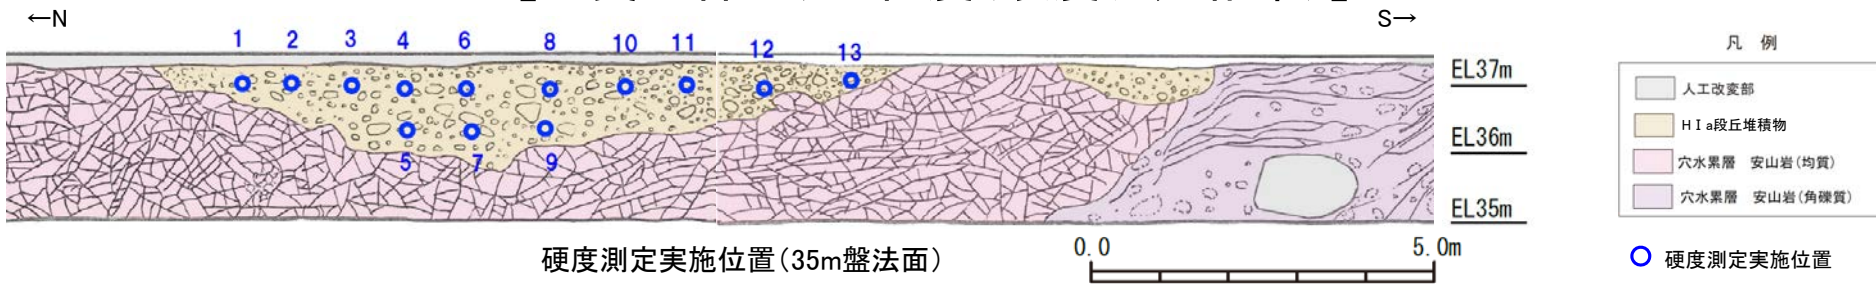 ←N
S→
1 2 3 4 6 8 10 11 12 13
5 7 9
EL37m
EL36m
EL35m
凡 例
人工改変部
HⅠa段丘堆積物
穴水累層 安山岩(均質)
穴水累層 安山岩(角礫質)
硬度測定実施位置
硬度測定実施位置(35m盤法面)
0.0 5.0m